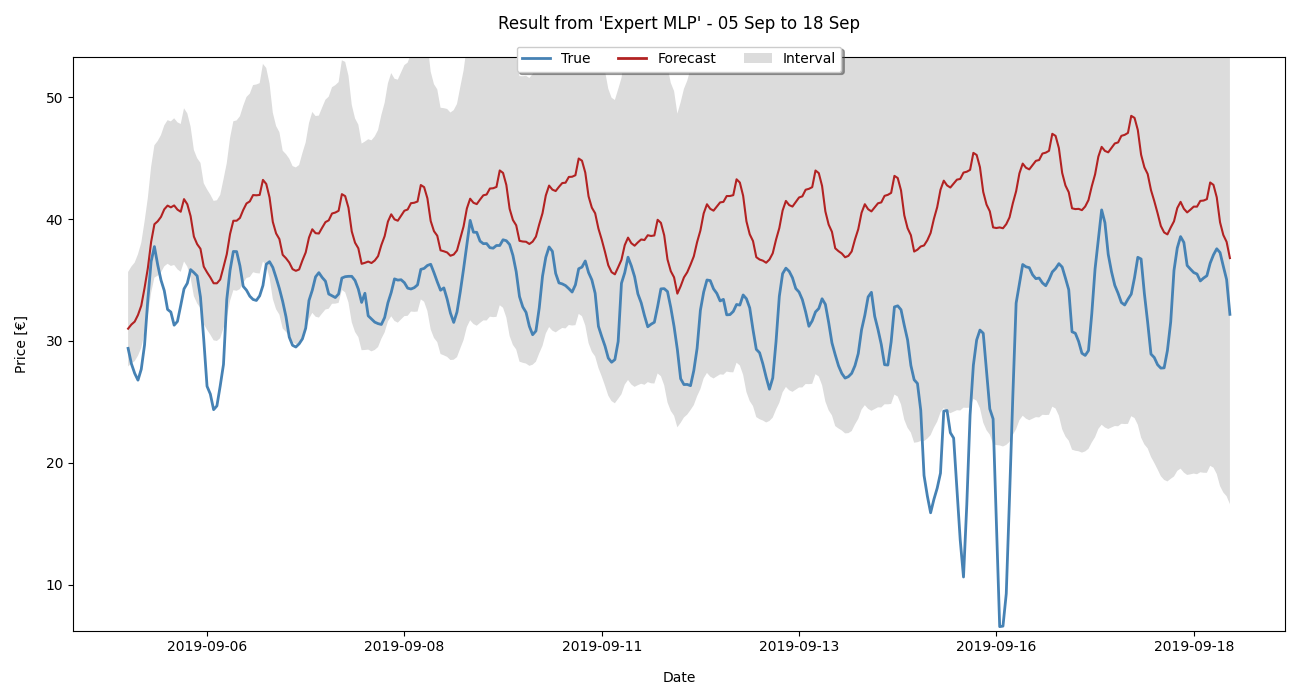 Result from 'Expert MLP' - 05 Sep to 18 Sep
True Forecast Interval
Price [€]
50
40
30
20
10
2019-09-06 2019-09-08 2019-09-11 2019-09-13 2019-09-16 2019-09-18
Date